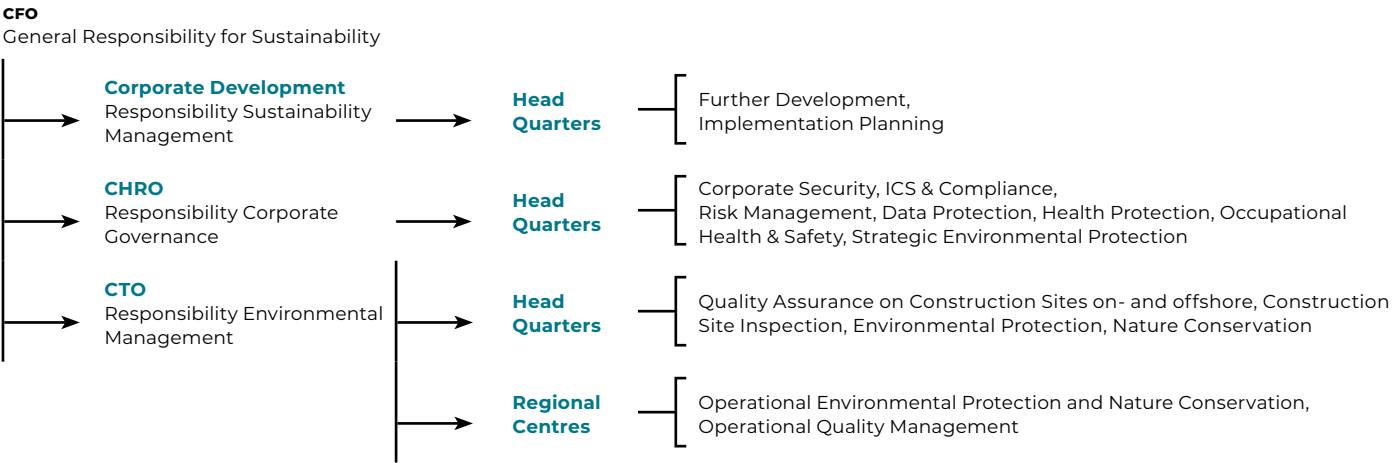 CFO
General Responsibility for Sustainability
Corporate Development
Responsibility Sustainability
Management
Head
Quarters
Further Development,
Implementation Planning
CHRO
Responsibility Corporate
Governance
Head
Quarters
Corporate Security, ICS & Compliance,
Risk Management, Data Protection, Health Protection, Occupational
Health & Safety, Strategic Environmental Protection
CTO
Responsibility Environmental
Management
Head
Quarters
Quality Assurance on Construction Sites on- and offshore, Construction
Site Inspection, Environmental Protection, Nature Conservation
Regional
Centres
Operational Environmental Protection and Nature Conservation,
Operational Quality Management